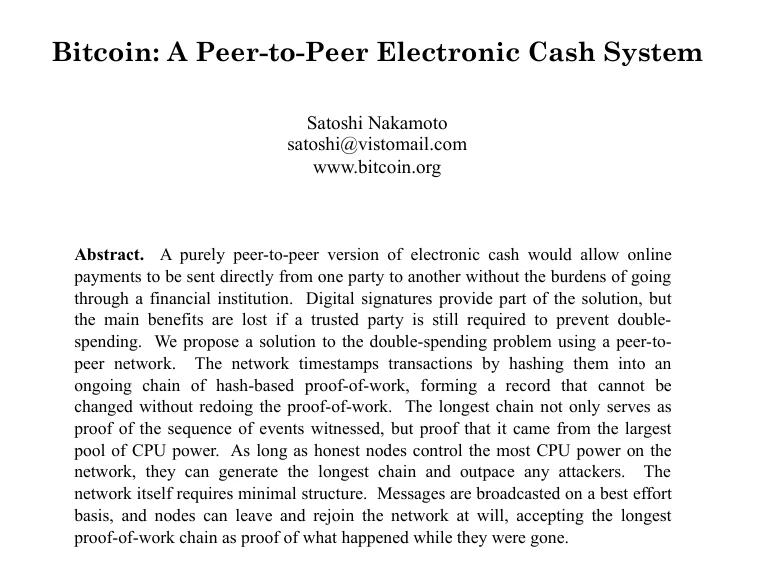 Bitcoin: A Peer-to-Peer Electronic Cash System
Satoshi Nakamoto
satoshi@vistomail.com
www.bitcoin.org
Abstract. A purely peer-to-peer version of electronic cash would allow online
payments to be sent directly from one party to another without the burdens of going
through a financial institution. Digital signatures provide part of the solution, but
the main benefits are lost if a trusted party is still required to prevent double-
spending. We propose a solution to the double-spending problem using a peer-to-
peer network. The network timestamps transactions by hashing them into an
ongoing chain of hash-based proof-of-work, forming a record that cannot be
changed without redoing the proof-of-work. The longest chain not only serves as
proof of the sequence of events witnessed, but proof that it came from the largest
pool of CPU power. As long as honest nodes control the most CPU power on the
network, they can generate the longest chain and outpace any attackers. The
network itself requires minimal structure. Messages are broadcasted on a best effort
basis, and nodes can leave and rejoin the network at will, accepting the longest
proof-of-work chain as proof of what happened while they were gone.